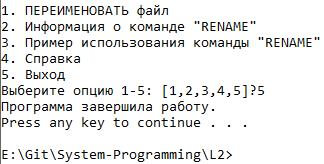 1. ПЕРЕИМЕНОВАТЬ файл
2. Информация о команде "RENAME"
3. Пример использования команды "RENAME"
4. Справка
5. Выход
Выберите опцию 1-5: [1,2,3,4,5]?5
Программа завершила работу.
Press any key to continue . . .
E:\Git\System-Programming\L2>